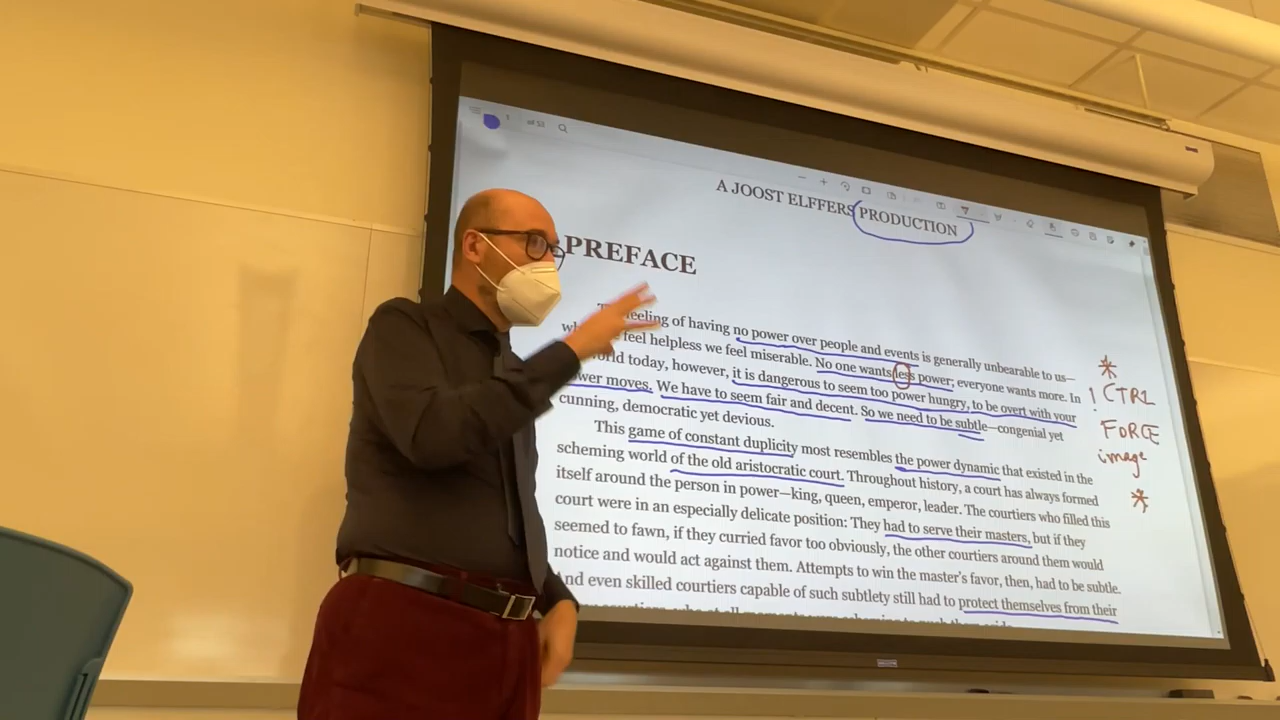 1 of 53
A JOOST ELFFERS PRODUCTION
PREFACE
feeling of having no power over people and events is generally unbearable to us—
feel helpless we feel miserable. No one wants less power; everyone wants more. In
world today, however, it is dangerous to seem too power hungry, to be overt with your
power moves. We have to seem fair and decent. So we need to be subtle—congenial yet
cunning, democratic yet devious.
This game of constant duplicity most resembles the power dynamic that existed in the
scheming world of the old aristocratic court. Throughout history, a court has always formed
itself around the person in power—king, queen, emperor, leader. The courtiers who filled this
court were in an especially delicate position: They had to serve their masters, but if they
seemed to fawn, if they curried favor too obviously, the other courtiers around them would
notice and would act against them. Attempts to win the master's favor, then, had to be subtle.
And even skilled courtiers capable of such subtlety still had to protect themselves from their
* 
! CTRL
FORCE
image
*